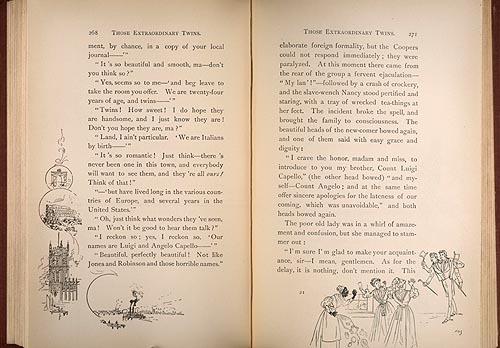 268 THOSE EXTRAORDINARY TWINS.
ment, by chance, in a copy of your local
journal——'"
"It's so beautiful and smooth, ma—don't
you think so?"
"Yes, seems so to me—'and beg leave to
take the room you offer. We are twenty-four
years of age, and twins——'"
"Twins! How sweet! I do hope they
are handsome, and I just know they are!
Don't you hope they are, ma?"
"Land, I ain't particular. 'We are Italians
by birth——'"
"It's so romantic! Just think—there's
never been one in this town, and everybody
will want to see them, and they're all ours!
Think of that!"
"—'but have lived long in the various coun-
tries of Europe, and several years in the
United States.'"
"Oh, just think what wonders they've seen,
ma! Won't it be good to hear them talk?"
"I reckon so; yes, I reckon so. 'Our
names are Luigi and Angelo Capello——'"
"Beautiful, perfectly beautiful! Not like
Jones and Robinson and those horrible names."
THOSE EXTRAORDINARY TWINS. 271
elaborate foreign formality, but the Coopers
could not respond immediately; they were
paralyzed. At this moment there came from
the rear of the group a fervent ejaculation—
"My lan'!"—followed by a crash of crockery,
and the slave-wench Nancy stood petrified and
staring, with a tray of wrecked tea-things at
her feet. The incident broke the spell, and
brought the family to consciousness. The
beautiful heads of the new-comer bowed again,
and one of them said with easy grace and
dignity:
"I crave the honor, madam and miss, to
introduce to you my brother, Count Luigi
Capello," (the other head bowed) "and my-
self—Count Angelo; and at the same time
offer sincere apologies for the lateness of our
coming, which was unavoidable," and both
heads bowed again.
The poor old lady was in a whirl of amaze-
ment and confusion, but she managed to stam-
mer out:
"I'm sure I'm glad to make your acquaint-
ance, sir—I mean, gentlemen. As for the
delay, it is nothing, don't mention it. This
21